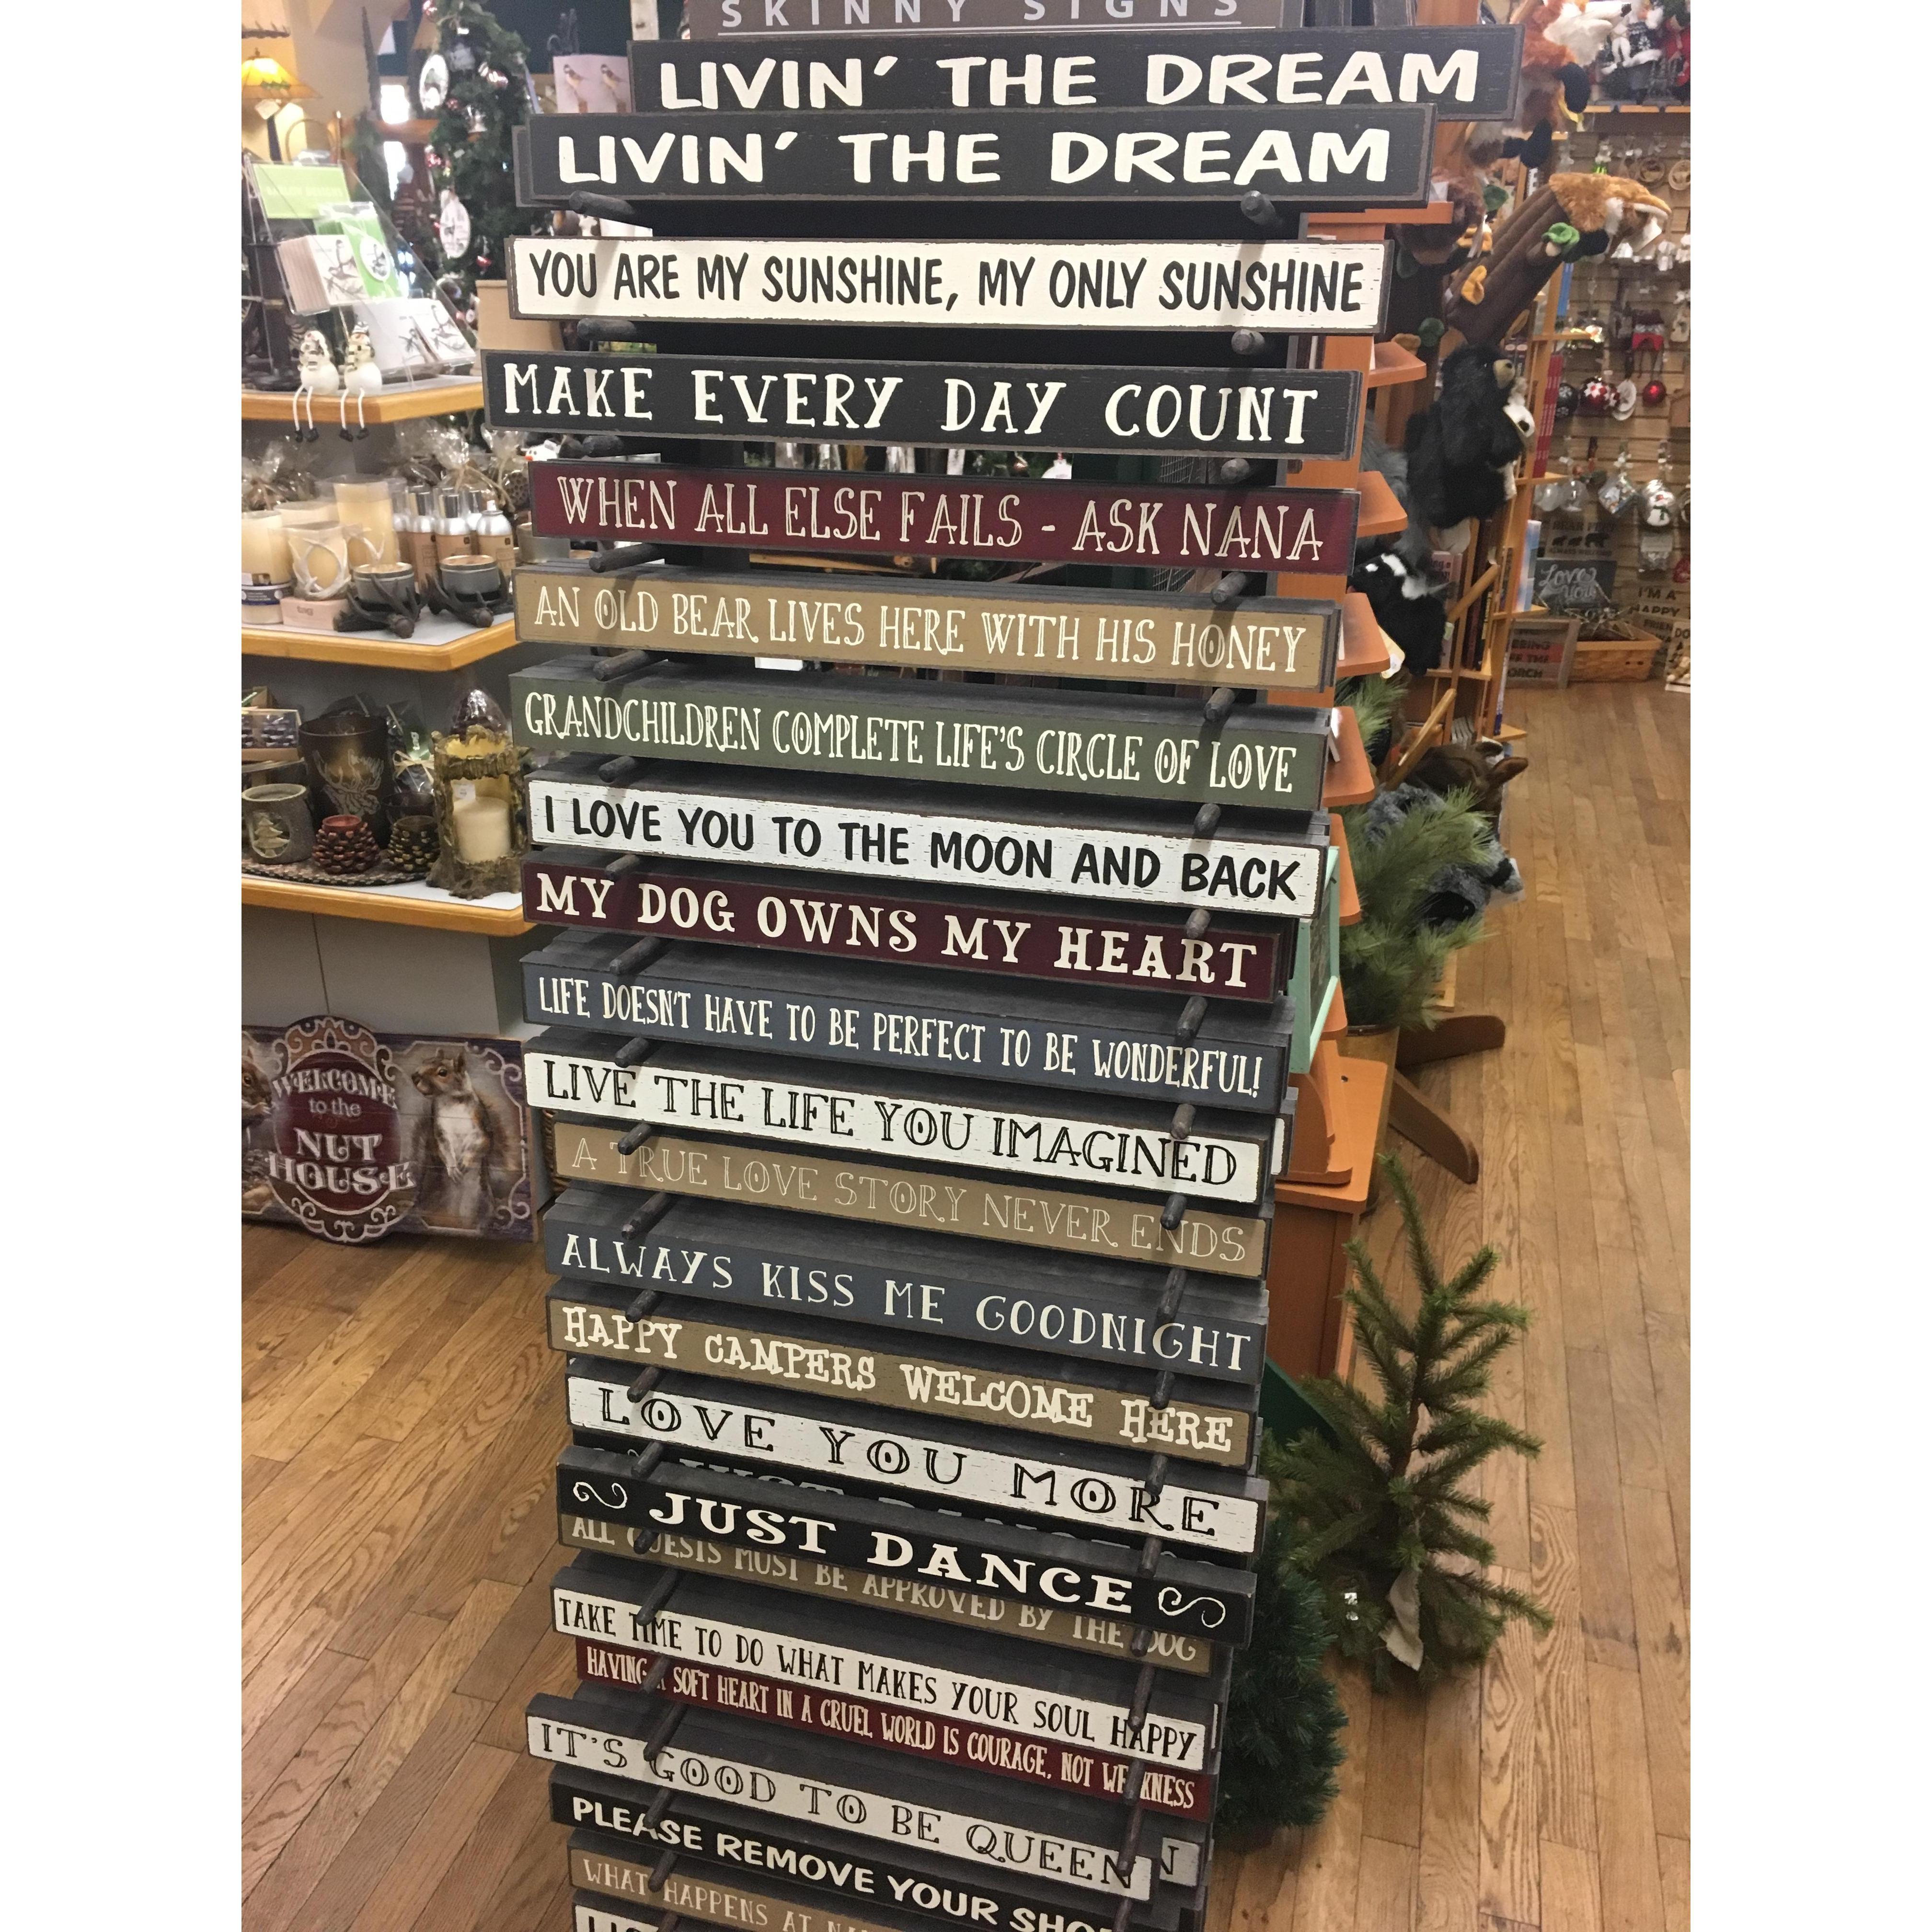 SKINNY SIGNS
LIVIN' THE DREAM
LIVIN' THE DREAM
YOU ARE MY SUNSHINE, MY ONLY SUNSHINE
MAKE EVERY DAY COUNT
WHEN ALL ELSE FAILS - ASK NANA
AN OLD BEAR LIVES HERE WITH HIS HONEY
GRANDCHILDREN COMPLETE LIFE'S CIRCLE OF LOVE
I LOVE YOU TO THE MOON AND BACK
MY DOG OWNS MY HEART
LIFE DOESN'T HAVE TO BE PERFECT TO BE WONDERFUL!
LIVE THE LIFE YOU IMAGINED
A TRUE LOVE STORY NEVER ENDS
ALWAYS KISS ME GOODNIGHT
HAPPY CAMPERS WELCOME HERE
LOVE YOU MORE
JUST DANCE
ALL GUESTS MUST BE APPROVED BY THE DOG
TAKE TIME TO DO WHAT MAKES YOUR SOUL HAPPY
HAVING A SOFT HEART IN A CRUEL WORLD IS COURAGE, NOT WEAKNESS
IT'S GOOD TO BE QUEEN
N
PLEASE REMOVE YOUR SHO
WHAT HAPPENS AT
WELCOME
to the
NUT
HOUSE
Love
you
I'M A
HAPPY